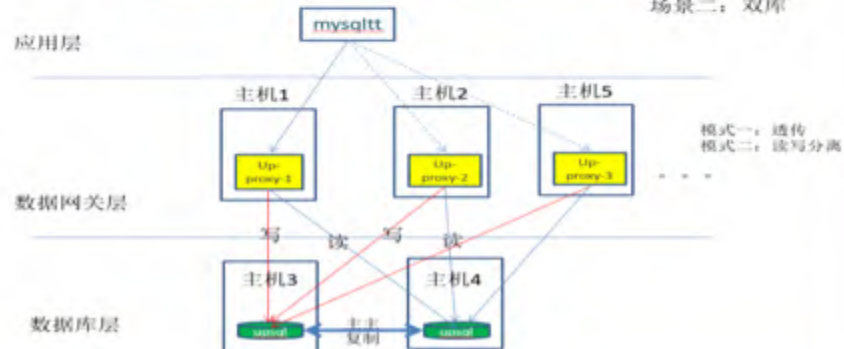 场景二：双库
mysqltt
应用层
主机1
主机2
主机5
模式一：透传
模式二：读写分离
Up-
proxy-1
Up-
proxy-2
Up-
proxy-3
。。。
数据网关层
写
读
写
读
主机3
主机4
数据库层
upsql
主主
复制
upsql